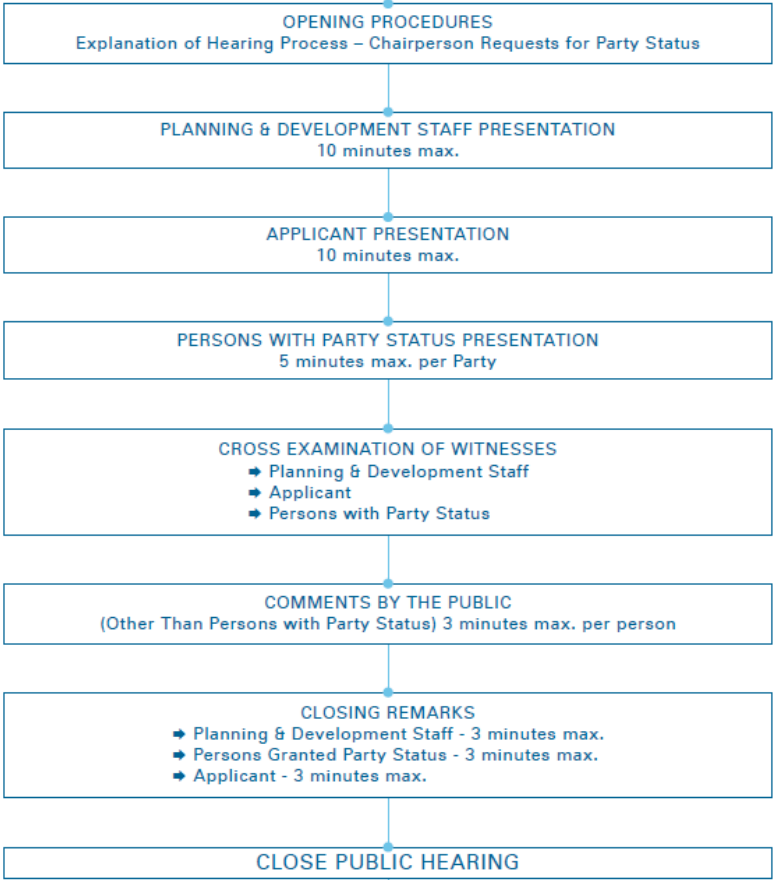 OPENING PROCEDURES
Explanation of Hearing Process – Chairperson Requests for Party Status
PLANNING & DEVELOPMENT STAFF PRESENTATION
10 minutes max.
APPLICANT PRESENTATION
10 minutes max.
PERSONS WITH PARTY STATUS PRESENTATION
5 minutes max. per Party
CROSS EXAMINATION OF WITNESSES
➡ Planning & Development Staff
➡ Applicant
➡ Persons with Party Status
COMMENTS BY THE PUBLIC
(Other Than Persons with Party Status) 3 minutes max. per person
CLOSING REMARKS
➡ Planning & Development Staff - 3 minutes max.
➡ Persons Granted Party Status - 3 minutes max.
➡ Applicant - 3 minutes max.
CLOSE PUBLIC HEARING